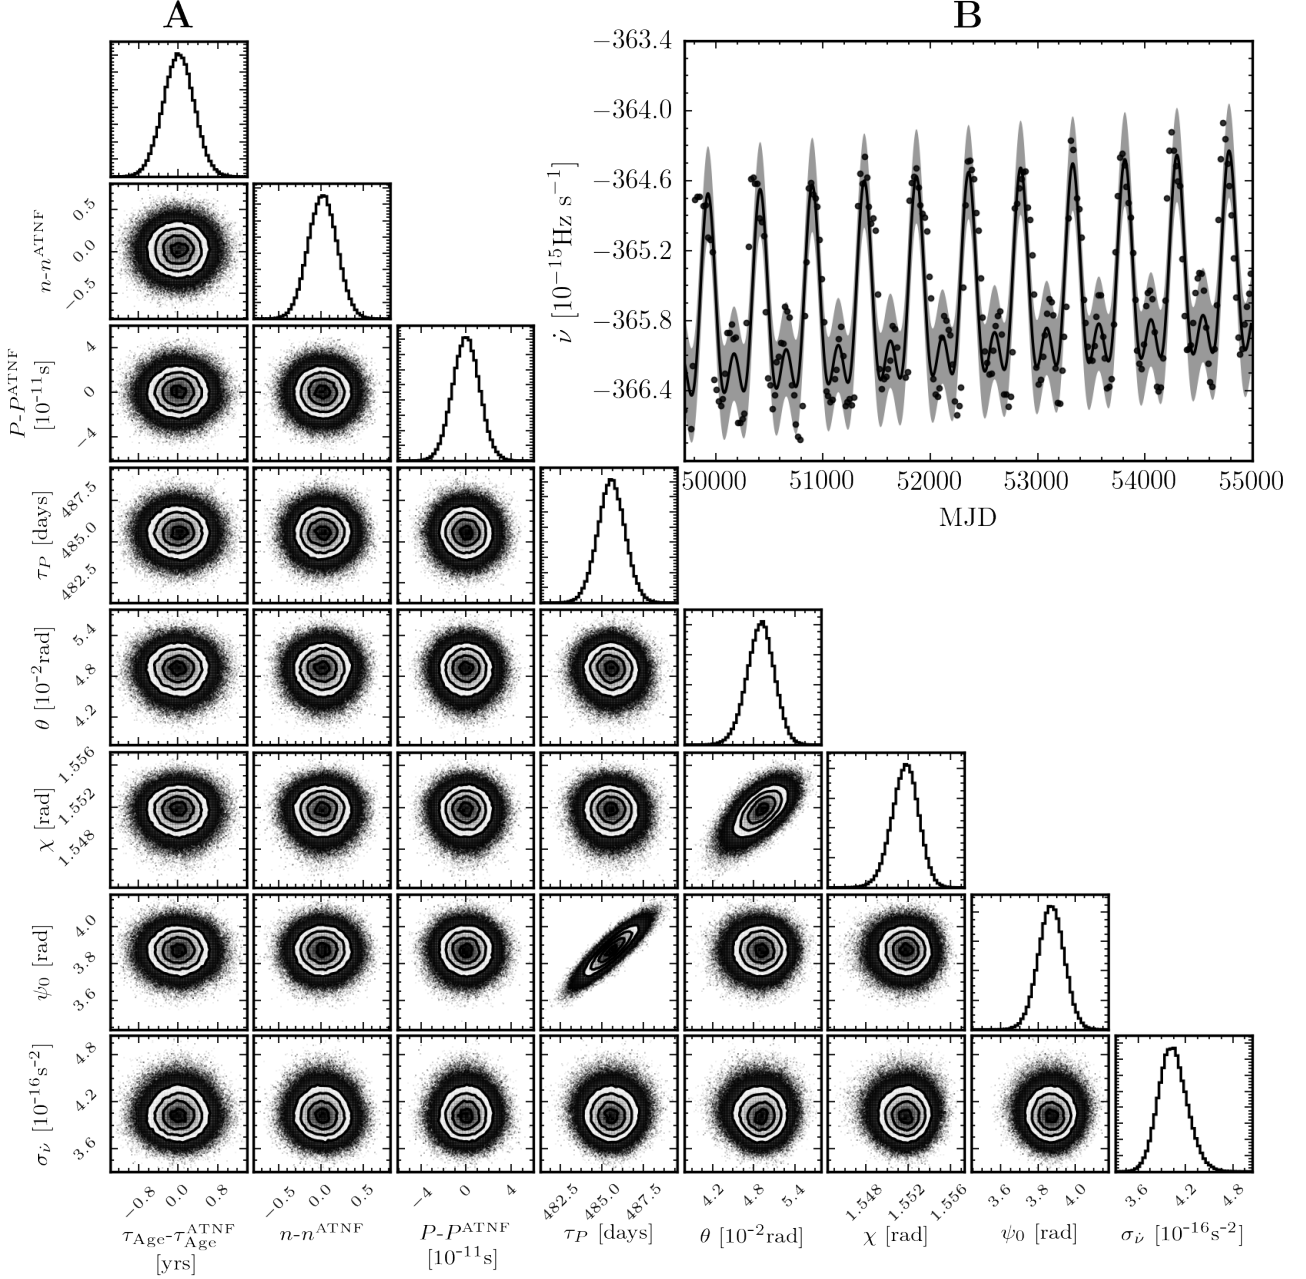 A
B
−363.4
−364.0
−364.6
−365.2
−365.8
−366.4
ν̇ [10⁻¹⁵Hz s⁻¹]
50000 51000 52000 53000 54000 55000
MJD
n-n^ATNF
0.5
0.0
−0.5
P-P^ATNF
[10⁻¹¹s]
4
0
−4
τ_P [days]
487.5
485.0
482.5
θ [10⁻²rad]
5.4
4.8
4.2
χ [rad]
1.556
1.552
1.548
ψ₀ [rad]
4.0
3.8
3.6
σ_ν̇ [10⁻¹⁶s⁻²]
4.8
4.2
3.6
−0.8 0.0 0.8 −0.5 0.0 0.5 −4 0 4 482.5 485.0 487.5 4.2 4.8 5.4 1.548 1.552 1.556 3.6 3.8 4.0 3.6 4.2 4.8
τ_Age-τ_Age^ATNF n-n^ATNF P-P^ATNF τ_P [days] θ [10⁻²rad] χ [rad] ψ₀ [rad] σ_ν̇ [10⁻¹⁶s⁻²]
[yrs] [10⁻¹¹s]